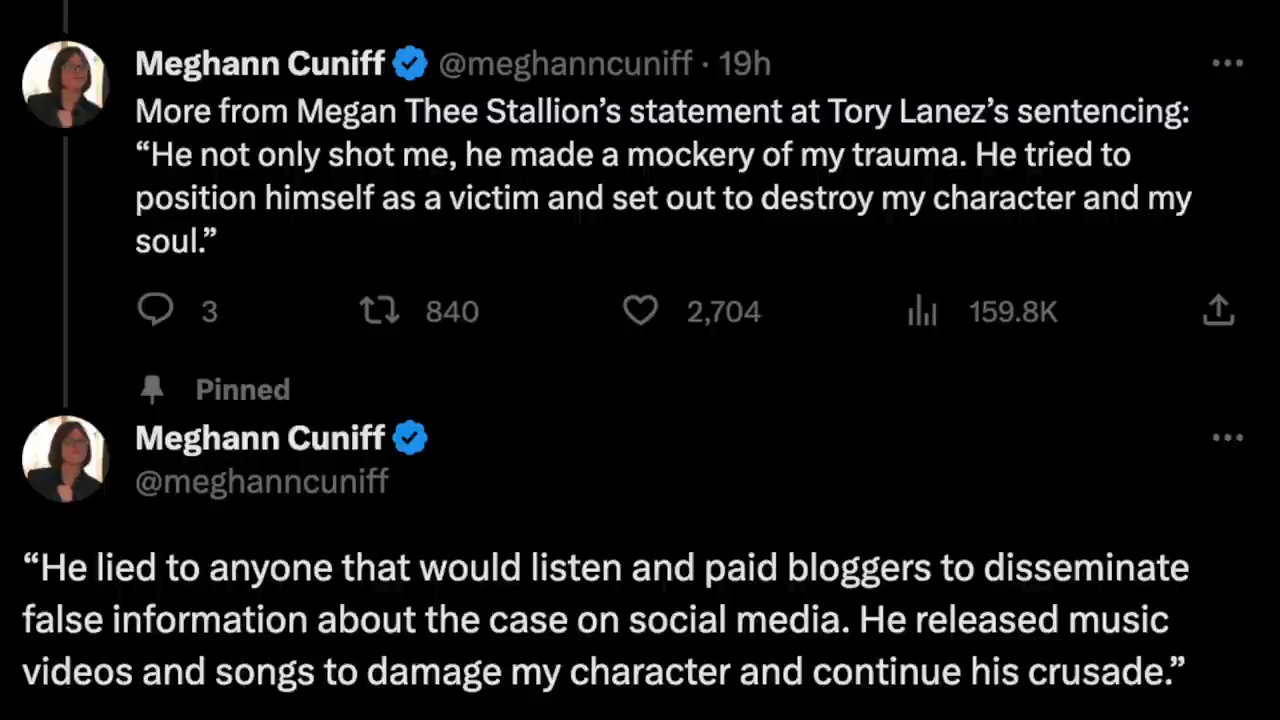 Meghann Cuniff @meghanncuniff · 19h
More from Megan Thee Stallion’s statement at Tory Lanez’s sentencing:
“He not only shot me, he made a mockery of my trauma. He tried to
position himself as a victim and set out to destroy my character and my
soul.”
3 840 2,704 159.8K
Pinned
Meghann Cuniff
@meghanncuniff
“He lied to anyone that would listen and paid bloggers to disseminate
false information about the case on social media. He released music
videos and songs to damage my character and continue his crusade.”